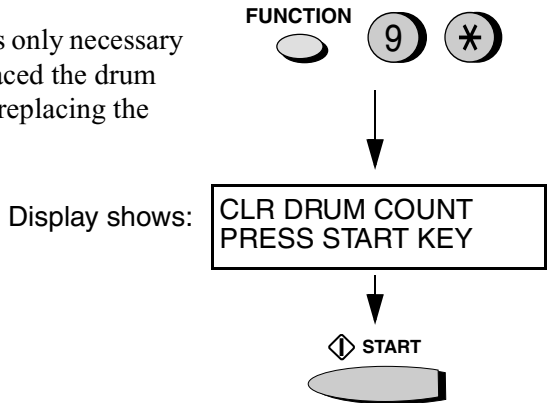 s only necessary
aced the drum
replacing the
FUNCTION
9 *
Display shows:
CLR DRUM COUNT
PRESS START KEY
START